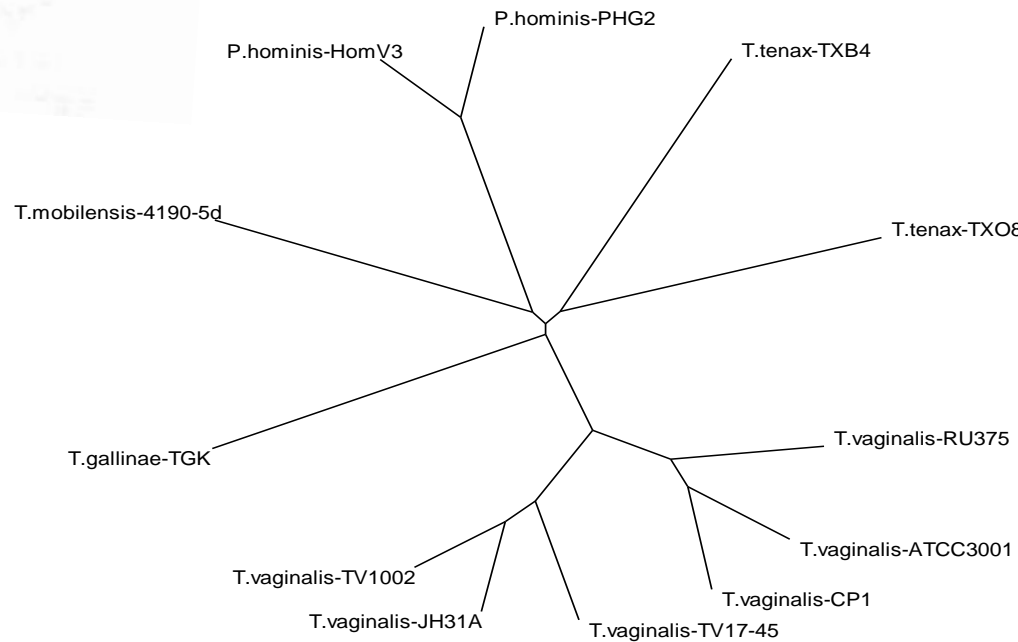 P.hominis-PHG2
P.hominis-HomV3
T.tenax-TXB4
T.mobilensis-4190-5d
T.tenax-TXO8
T.vaginalis-RU375
T.gallinae-TGK
T.vaginalis-ATCC3001
T.vaginalis-TV1002
T.vaginalis-CP1
T.vaginalis-JH31A
T.vaginalis-TV17-45